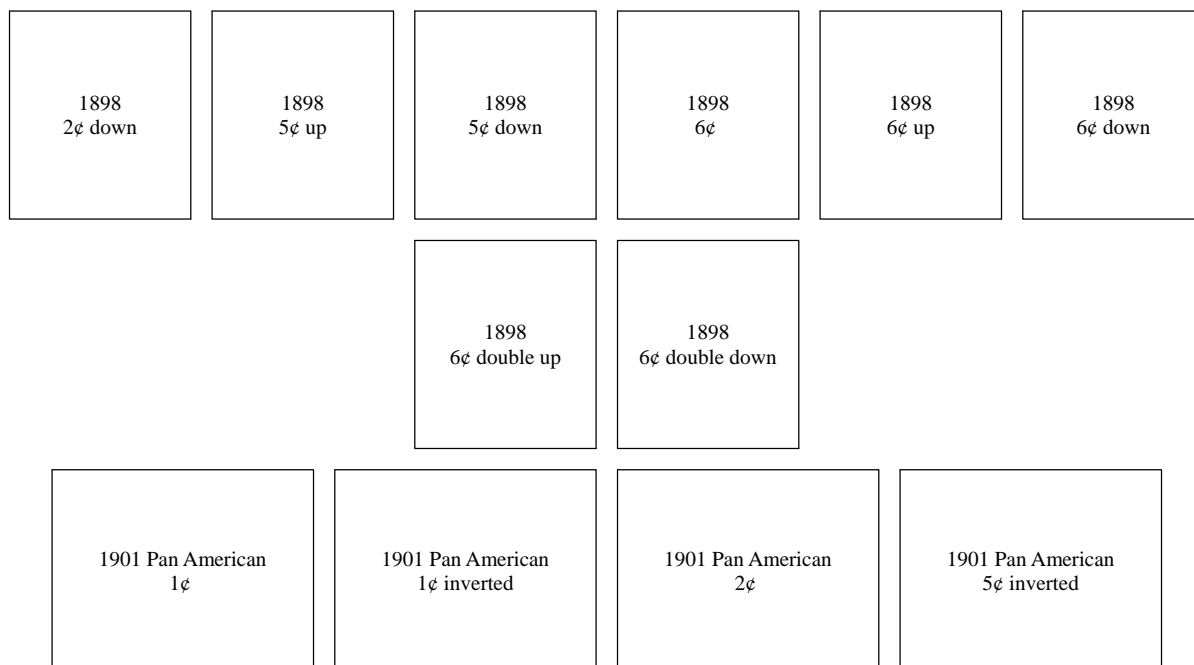 1898
2¢ down
1898
5¢ up
1898
5¢ down
1898
6¢
1898
6¢ up
1898
6¢ down
1898
6¢ double up
1898
6¢ double down
1901 Pan American
1¢
1901 Pan American
1¢ inverted
1901 Pan American
2¢
1901 Pan American
5¢ inverted